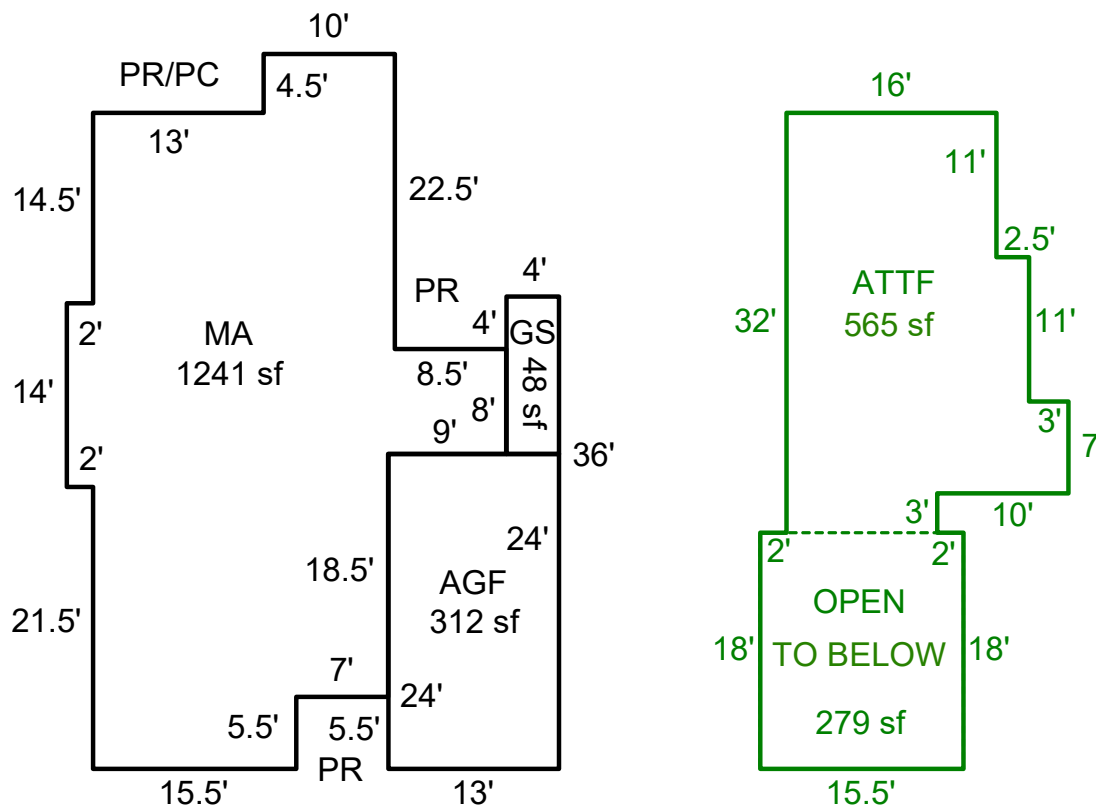 10'
16'
PR/PC
4.5'
13'
11'
14.5'
22.5'
2.5'
PR
4'
ATTF
565 sf
2'
MA
1241 sf
4'
GS
48 sf
32'
11'
14'
8.5'
8'
3'
2'
9'
36'
7
3'
10'
24'
2'
2'
18.5'
AGF
312 sf
OPEN
TO BELOW
279 sf
21.5'
18'
18'
7'
24'
5.5'
5.5'
PR
15.5'
13'
15.5'